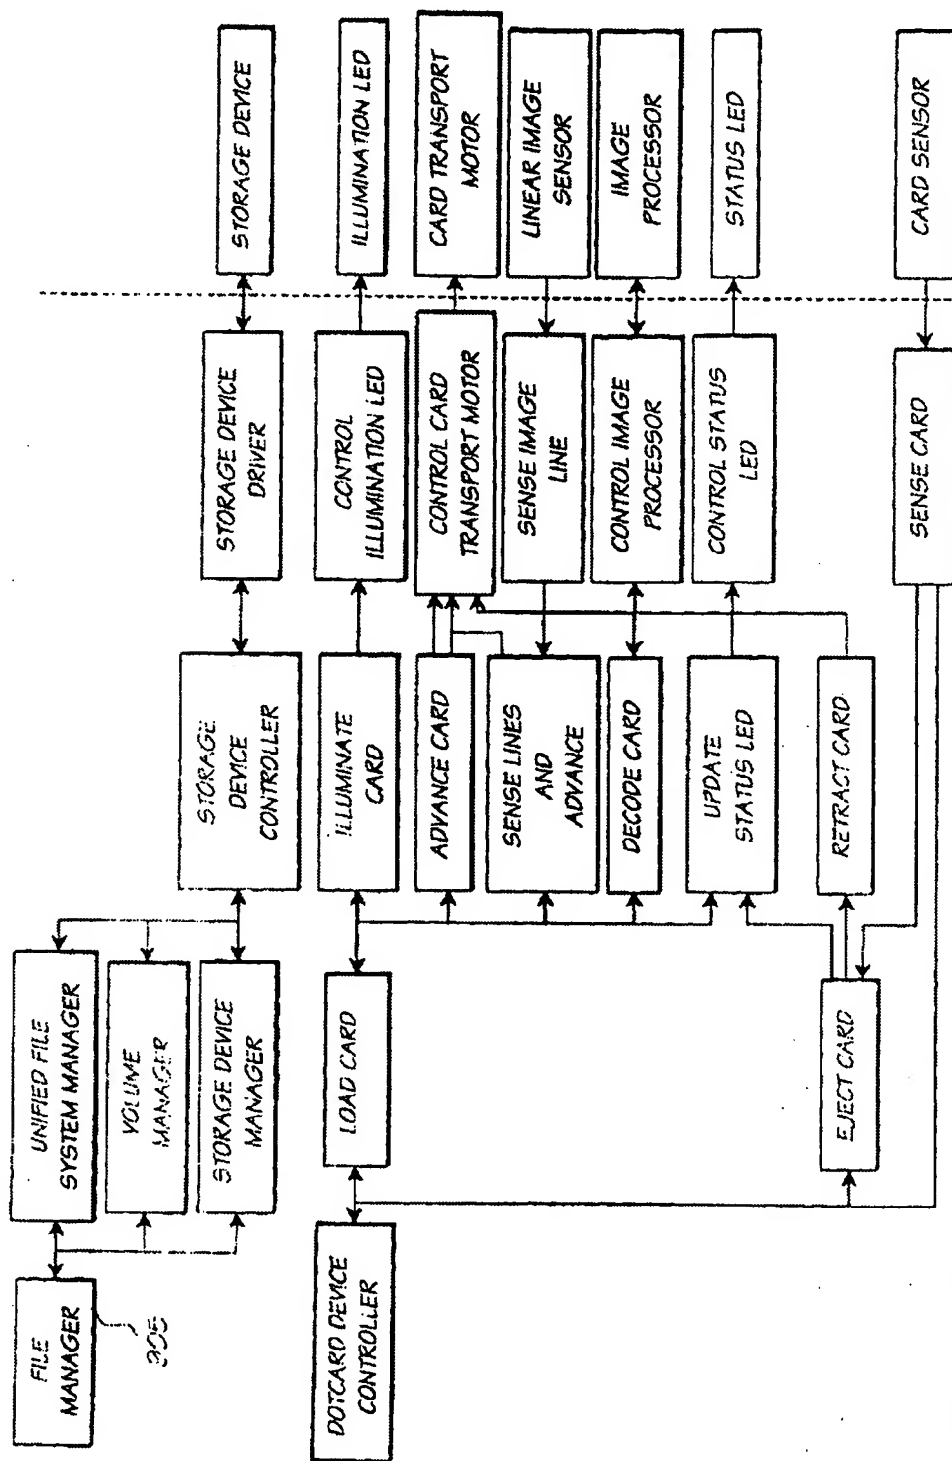 FILE
MANAGER
UNIFIED FILE
SYSTEM MANAGER
VOLUME
MANAGER
STORAGE DEVICE
MANAGER
STORAGE
DEVICE
CONTROLLER
STORAGE DEVICE
DRIVER
STORAGE DEVICE
DOTCARD DEVICE
CONTROLLER
LOAD CARD
ILLUMINATE
CARD
CONTROL
ILLUMINATION LED
ILLUMINATION LED
ADVANCE CARD
CONTROL CARD
TRANSPORT MOTOR
CARD TRANSPORT
MOTOR
SENSE LINES
AND
ADVANCE
SENSE IMAGE
LINE
LINEAR IMAGE
SENSOR
DECODE CARD
CONTROL IMAGE
PROCESSOR
IMAGE
PROCESSOR
UPDATE
STATUS LED
CONTROL STATUS
LED
STATUS LED
EJECT CARD
RETRACT CARD
SENSE CARD
CARD SENSOR